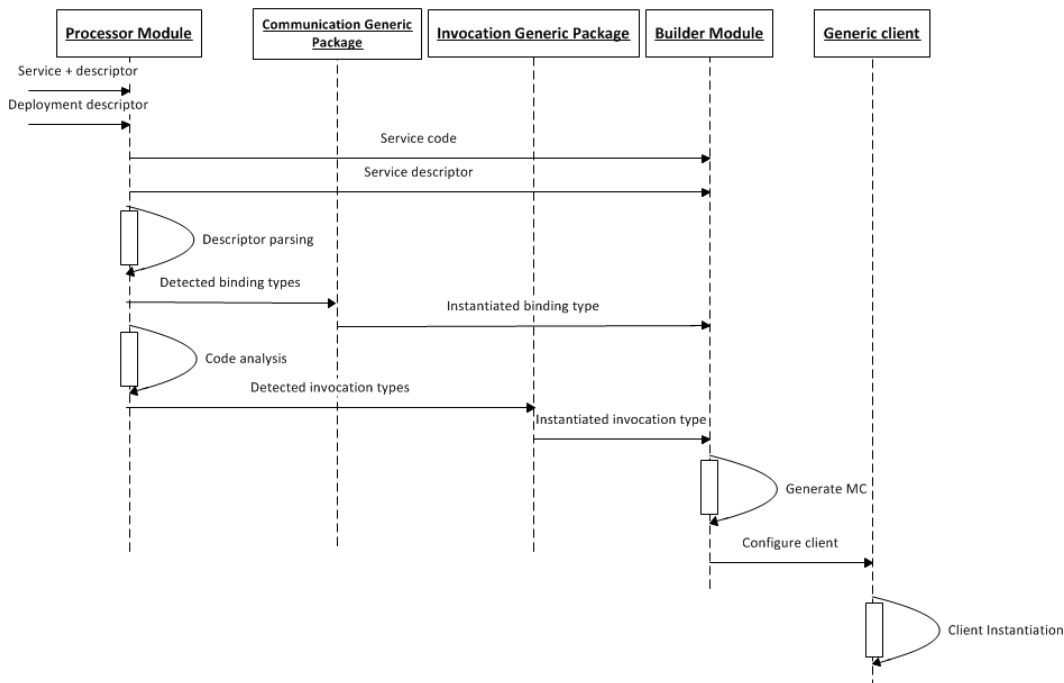 Processor Module
Communication Generic
Package
Invocation Generic Package
Builder Module
Generic client
Service + descriptor
Deployment descriptor
Service code
Service descriptor
Descriptor parsing
Detected binding types
Instantiated binding type
Code analysis
Detected invocation types
Instantiated invocation type
Generate MC
Configure client
Client Instantiation